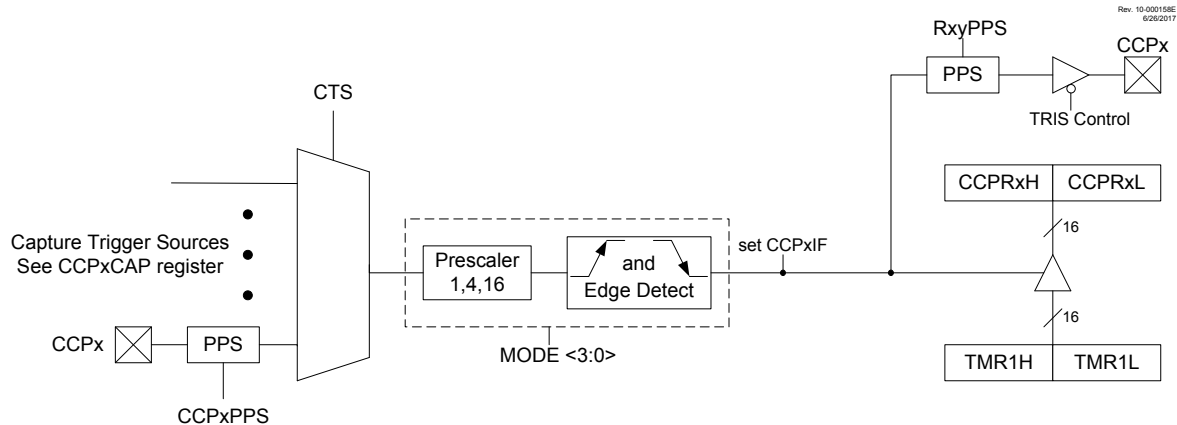 Rev. 10-000158E
6/26/2017
RxyPPS
CCPx
PPS
TRIS Control
CTS
CCPRxH
CCPRxL
16
Capture Trigger Sources
See CCPxCAP register
Prescaler
1,4,16
and
Edge Detect
set CCPxIF
16
CCPx
PPS
MODE <3:0>
TMR1H
TMR1L
CCPxPPS